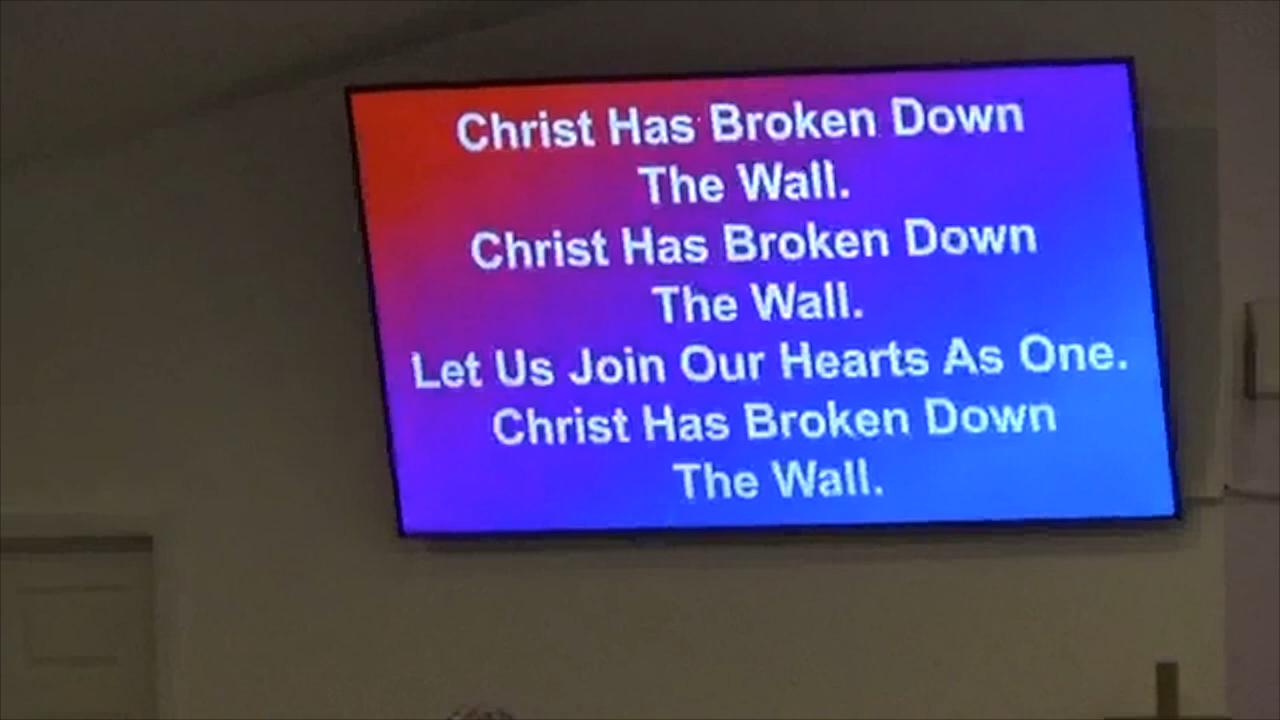 Christ Has Broken Down
The Wall.
Christ Has Broken Down
The Wall.
Let Us Join Our Hearts As One.
Christ Has Broken Down
The Wall.